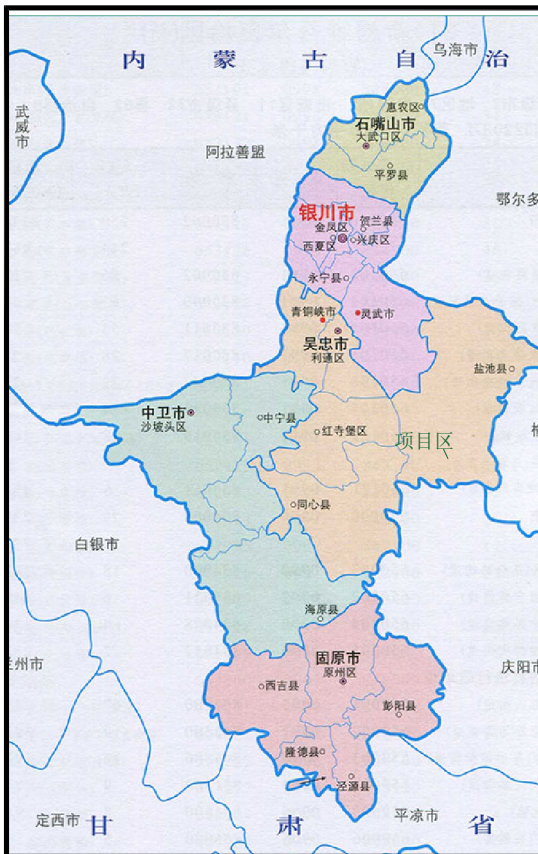 内蒙古自治
乌海市
惠农区
石嘴山市
大武口区
武威市
阿拉善盟
平罗县
鄂尔多
银川市
贺兰县
金凤区
西夏区
兴庆区
永宁县
青铜峡市
灵武市
吴忠市
利通区
盐池县
中卫市
沙坡头区
中宁县
红寺堡区
项目区
同心县
白银市
海原县
兰州市
固原市
原州区
庆阳市
西吉县
彭阳县
隆德县
泾源县
定西市
平凉市
甘肃省